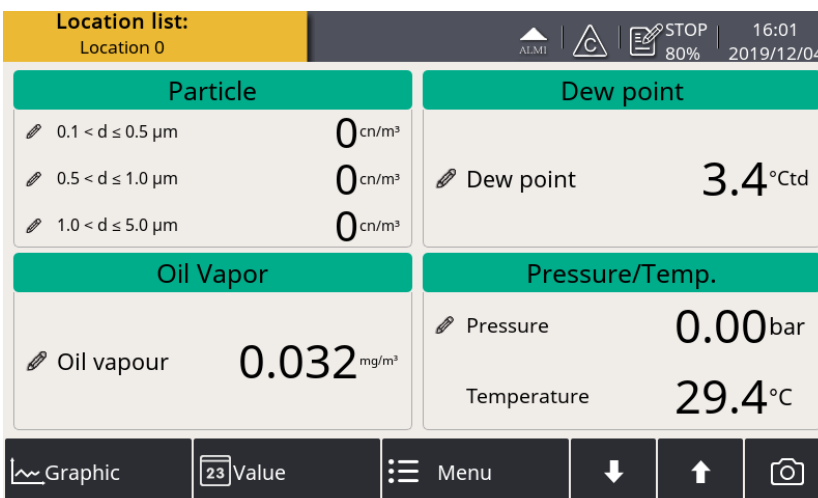 Location list:
Location 0
ALMI
C
STOP
80%
16:01
2019/12/04
Particle
0.1 < d ≤ 0.5 µm 0 cn/m³
0.5 < d ≤ 1.0 µm 0 cn/m³
1.0 < d ≤ 5.0 µm 0 cn/m³
Dew point
Dew point 3.4 °Ctd
Oil Vapor
Oil vapour 0.032 mg/m³
Pressure/Temp.
Pressure 0.00 bar
Temperature 29.4 °C
Graphic
23 Value
Menu